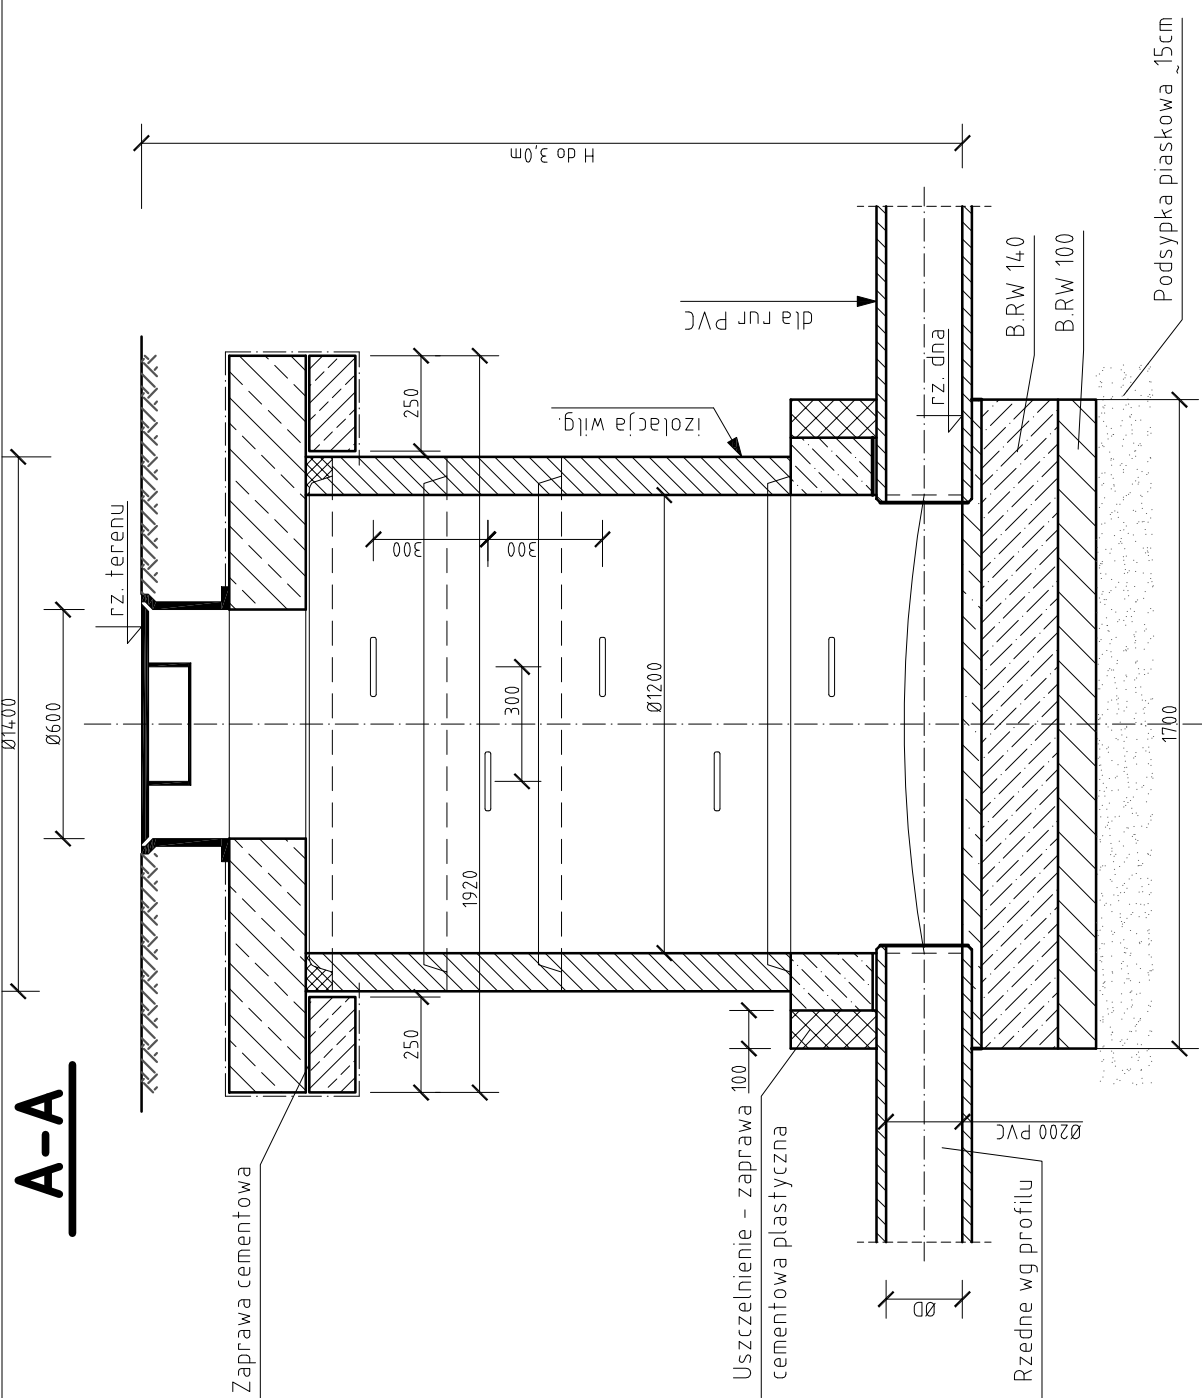 A-A
Ø1400
Ø600
rz. terenu
250
1920
250
300
300
300
Ø1200
H do 3,0m
izolacja wilg.
dla rur PVC
rz. dna
B.RW 140
B.RW 100
Podsypka piaskowa ~15cm
1700
100
Ø200 PVC
ØD
Zaprawa cementowa
Uszczelnienie - zaprawa
cementowa plastyczna
Rzedne wg profilu